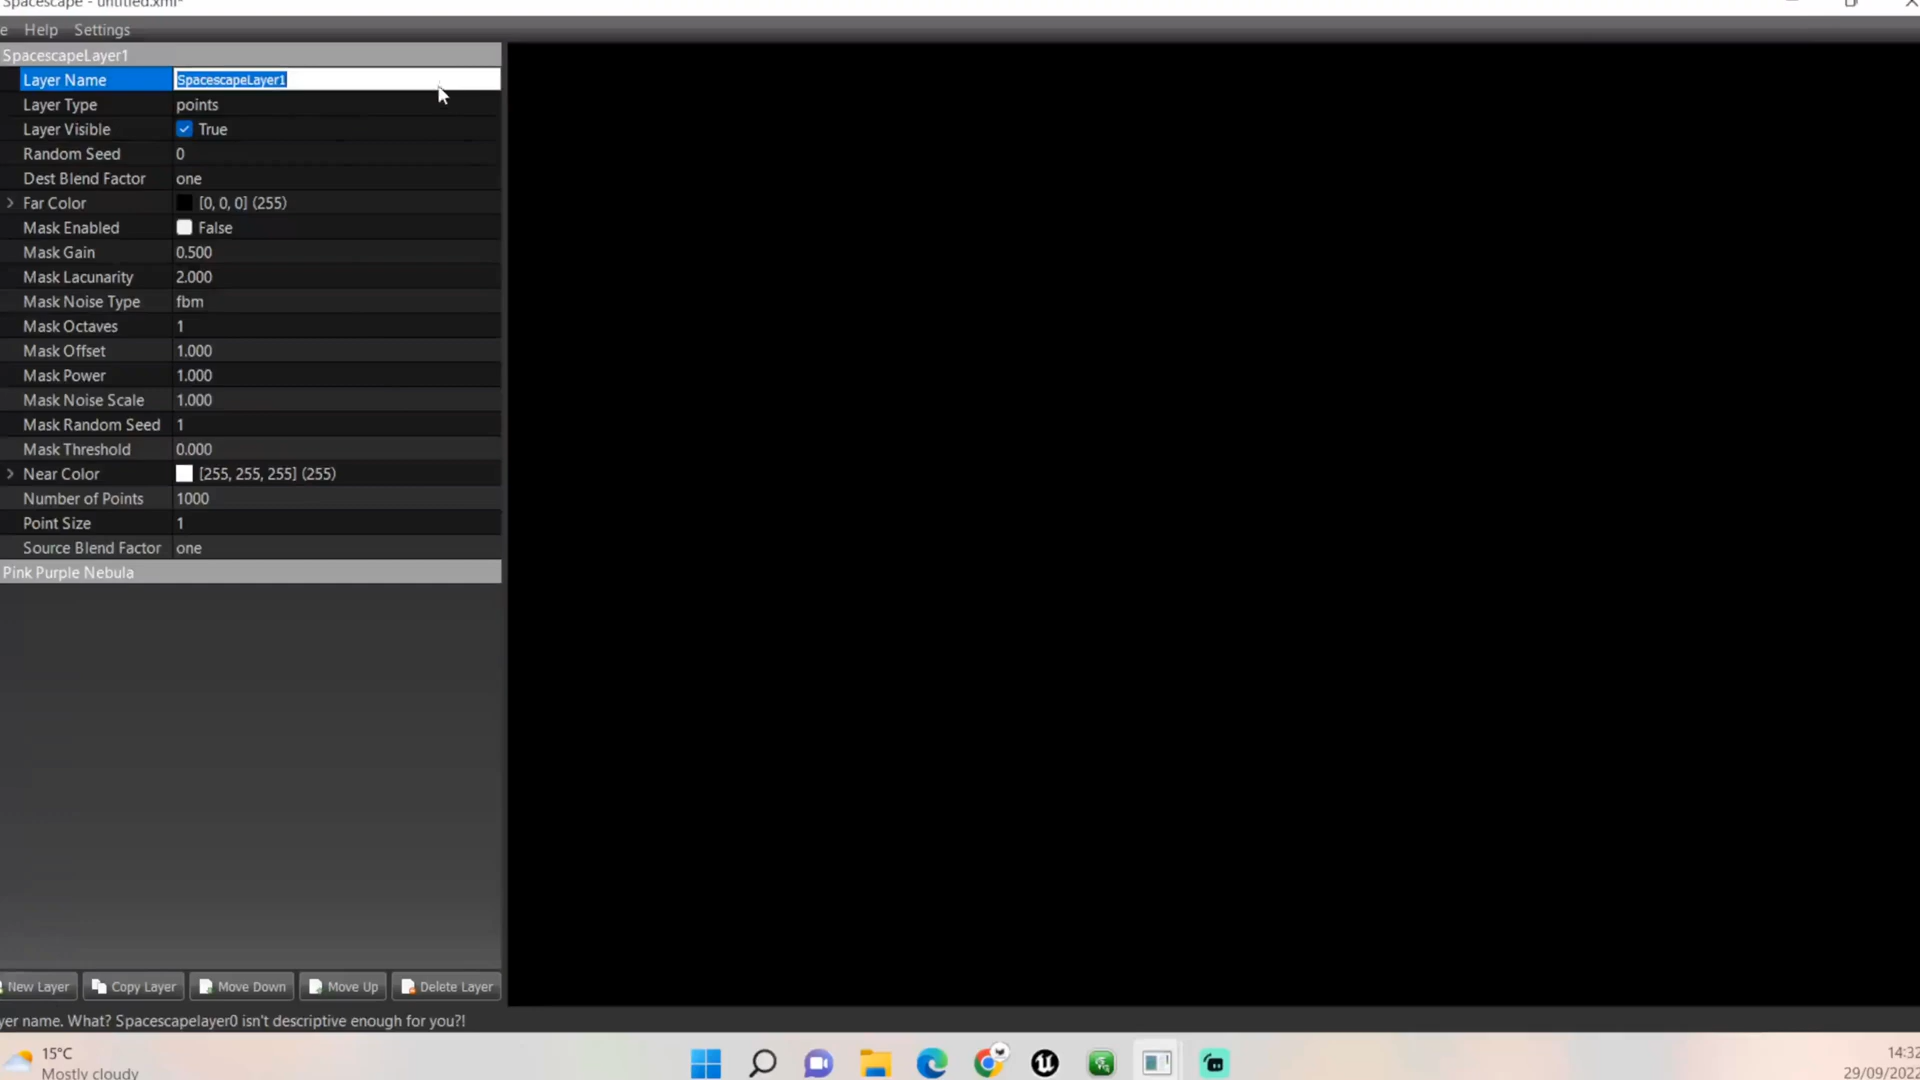 Spacescape - untitled.xml*
e Help Settings
SpacescapeLayer1
Layer Name SpacescapeLayer1
Layer Type points
Layer Visible True
Random Seed 0
Dest Blend Factor one
Far Color [0, 0, 0] (255)
Mask Enabled False
Mask Gain 0.500
Mask Lacunarity 2.000
Mask Noise Type fbm
Mask Octaves 1
Mask Offset 1.000
Mask Power 1.000
Mask Noise Scale 1.000
Mask Random Seed 1
Mask Threshold 0.000
Near Color [255, 255, 255] (255)
Number of Points 1000
Point Size 1
Source Blend Factor one
Pink Purple Nebula
New Layer Copy Layer Move Down Move Up Delete Layer
yer name. What? Spacescapelayer0 isn't descriptive enough for you?!
15°C
Mostly cloudy
14:32
29/09/2022